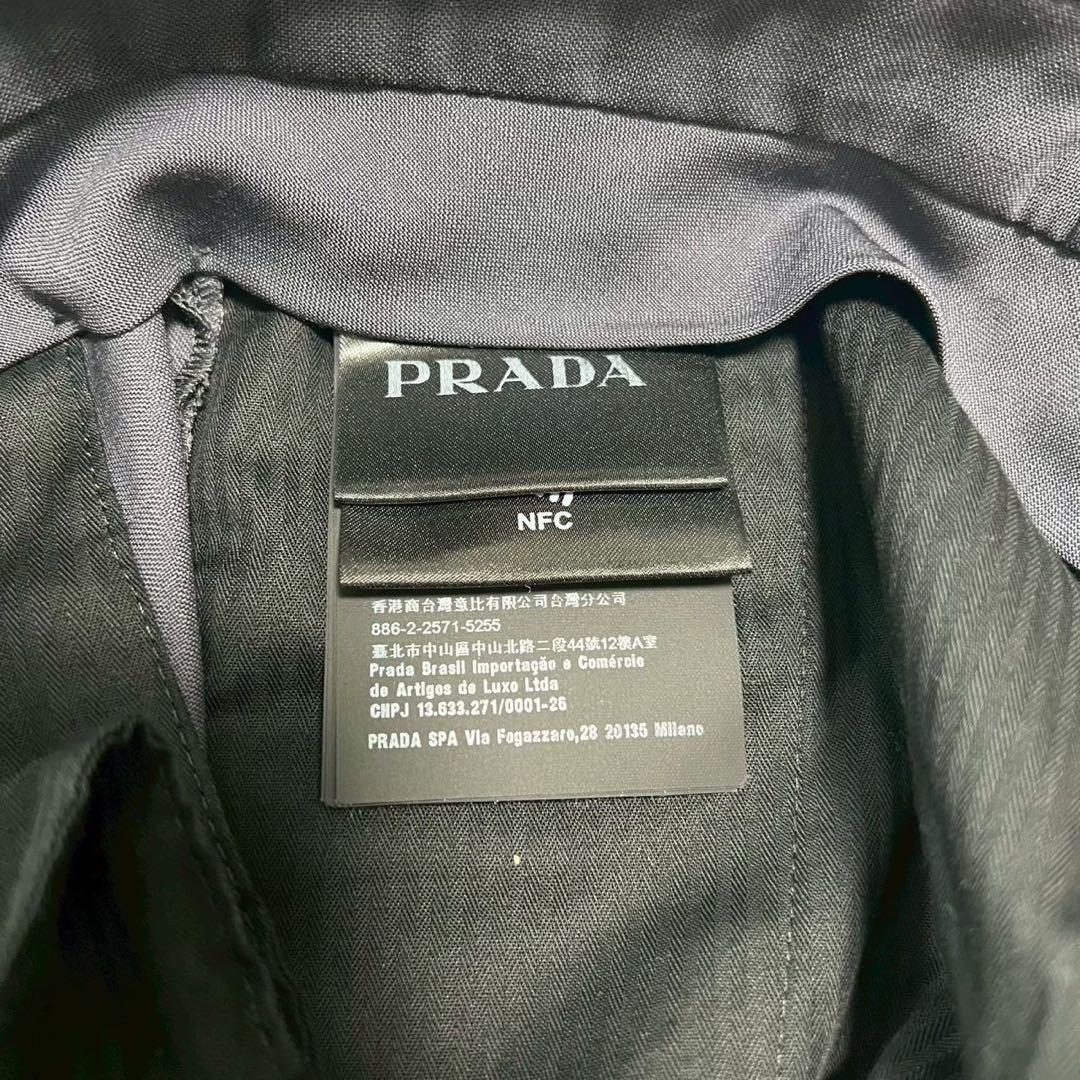 PRADA
NFC
香港商台灣童比有限公司台灣分公司
886-2-2571-5255
臺北市中山區中山北路二段44號12樓A室
Prada Brasil Importação e Comércio
de Artigos de Luxo Ltda
CNPJ 13.633.271/0001-26
PRADA SPA Via Fogazzaro,28 20135 Milano